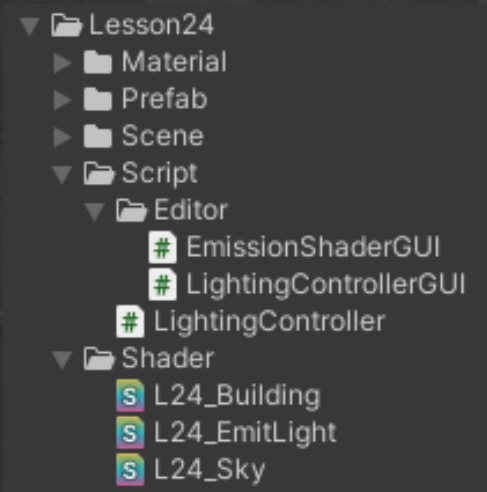 Lesson24
Material
Prefab
Scene
Script
Editor
# EmissionShaderGUI
# LightingControllerGUI
# LightingController
Shader
S L24_Building
S L24_EmitLight
S L24_Sky